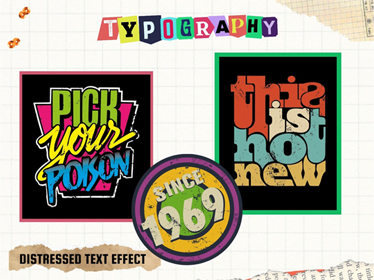 TYPOGRAPHY
PICK
your
POISON
this
is
not
new
SINCE
1969
DISTRESSED TEXT EFFECT